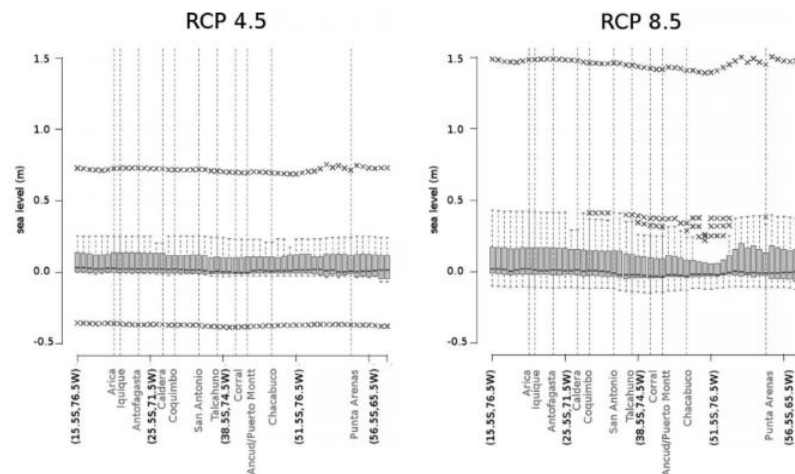 RCP 4.5
sea level (m)
1.5
1.0
0.5
0.0
-0.5
(15.5S,76.5W)
Arica
Iquique
Antofagasta
(25.5S,71.5W)
Caldera
Coquimbo
San Antonio
Talcahuno
(38.5S,74.5W)
Corral
Ancud/Puerto Montt
Chacabuco
(51.5S,76.5W)
Punta Arenas
(56.5S,65.5W)
RCP 8.5
sea level (m)
1.5
1.0
0.5
0.0
-0.5
(15.5S,76.5W)
Arica
Iquique
Antofagasta
(25.5S,71.5W)
Caldera
Coquimbo
San Antonio
Talcahuno
(38.5S,74.5W)
Corral
Ancud/Puerto Montt
Chacabuco
(51.5S,76.5W)
Punta Arenas
(56.5S,65.5W)